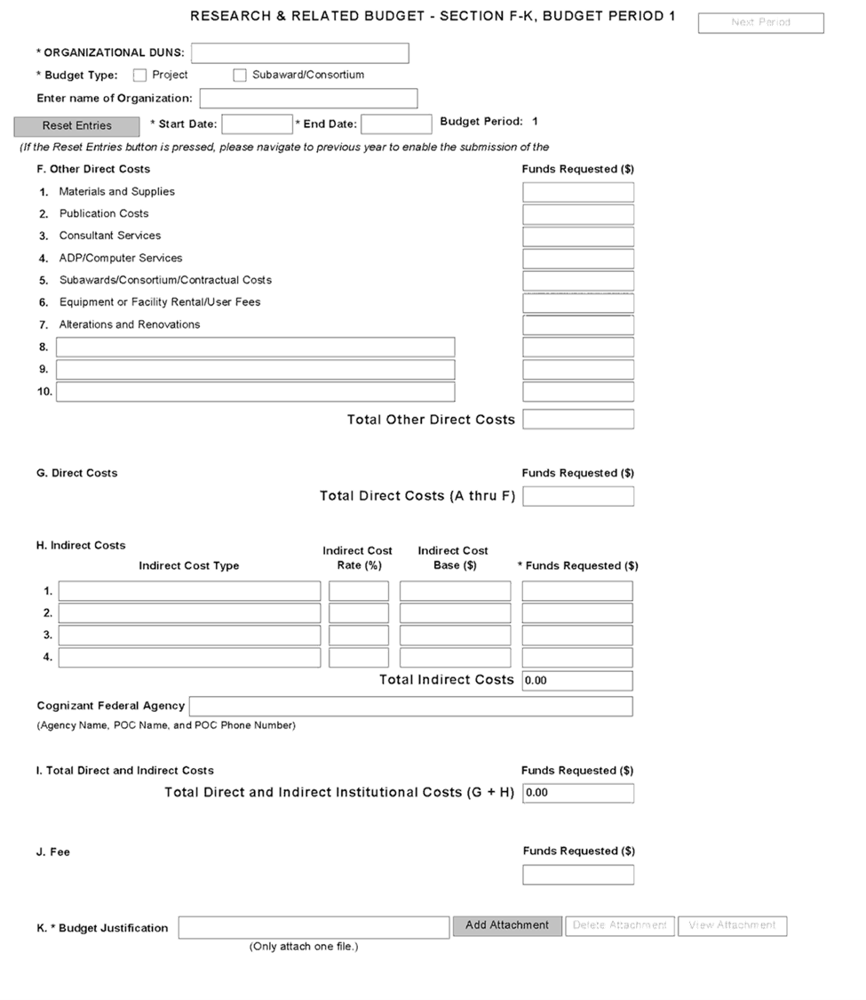 RESEARCH & RELATED BUDGET - SECTION F-K, BUDGET PERIOD 1
Next Period
* ORGANIZATIONAL DUNS:
* Budget Type: Project Subaward/Consortium
Enter name of Organization:
Reset Entries * Start Date: * End Date: Budget Period: 1
(If the Reset Entries button is pressed, please navigate to previous year to enable the submission of the
F. Other Direct Costs Funds Requested ($)
1. Materials and Supplies
2. Publication Costs
3. Consultant Services
4. ADP/Computer Services
5. Subawards/Consortium/Contractual Costs
6. Equipment or Facility Rental/User Fees
7. Alterations and Renovations
8.
9.
10.
Total Other Direct Costs
G. Direct Costs Funds Requested ($)
Total Direct Costs (A thru F)
H. Indirect Costs
Indirect Cost Type Indirect Cost Rate (%) Indirect Cost Base ($) * Funds Requested ($)
1.
2.
3.
4.
Total Indirect Costs 0.00
Cognizant Federal Agency
(Agency Name, POC Name, and POC Phone Number)
I. Total Direct and Indirect Costs Funds Requested ($)
Total Direct and Indirect Institutional Costs (G + H) 0.00
J. Fee Funds Requested ($)
K. * Budget Justification Add Attachment Delete Attachment View Attachment
(Only attach one file.)